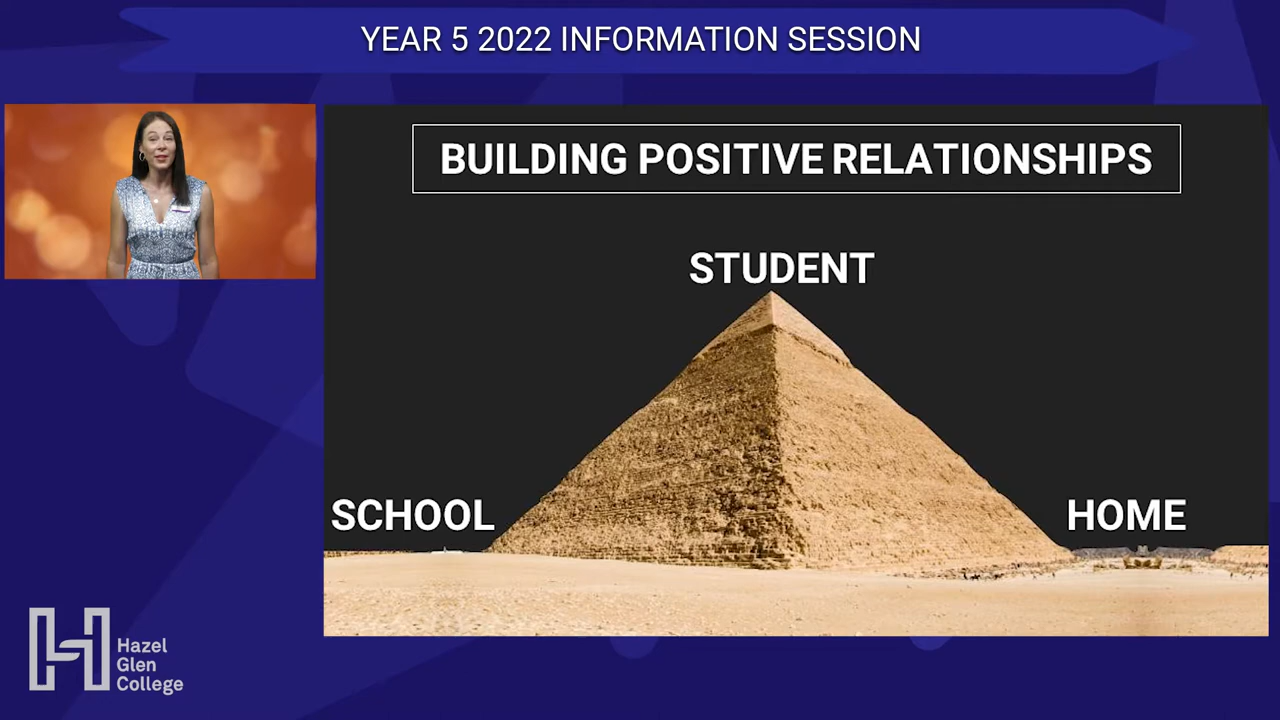 YEAR 5 2022 INFORMATION SESSION
BUILDING POSITIVE RELATIONSHIPS
STUDENT
SCHOOL
HOME
Hazel
Glen
College